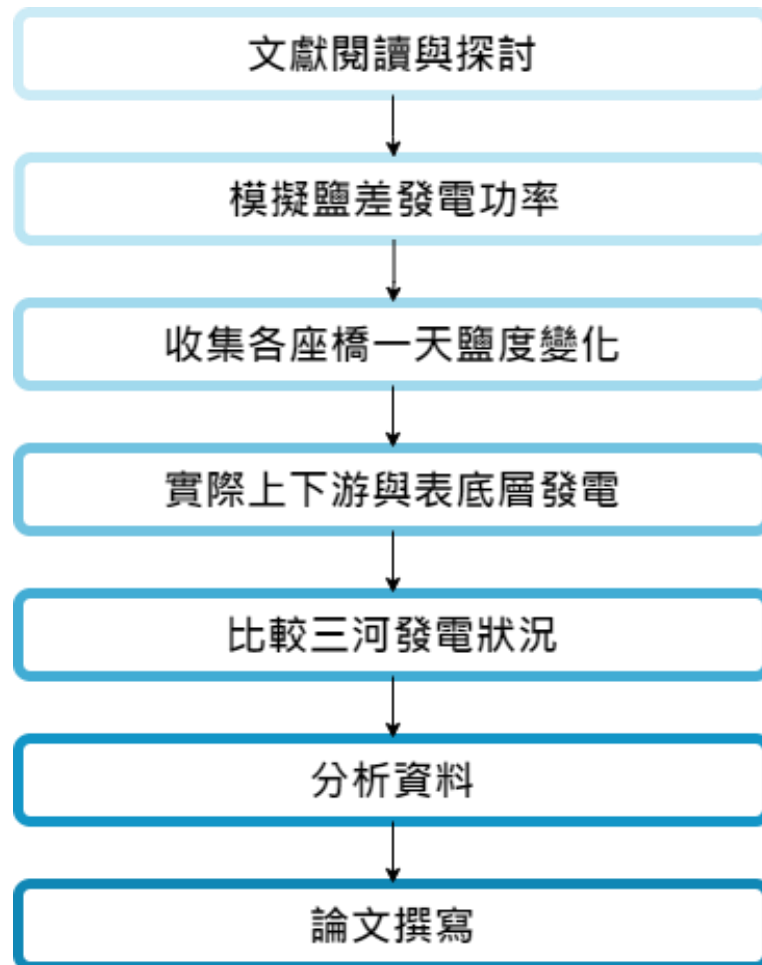 文獻閱讀與探討
模擬鹽差發電功率
收集各座橋一天鹽度變化
實際上下游與表底層發電
比較三河發電狀況
分析資料
論文撰寫